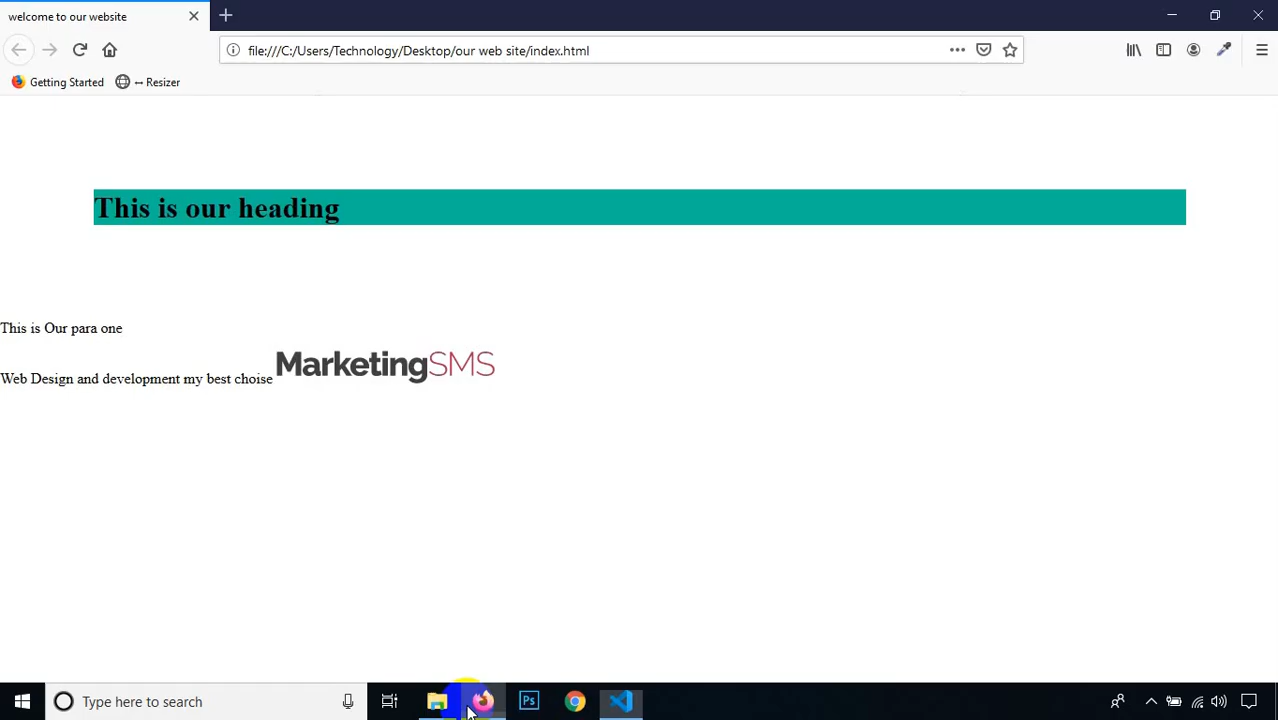 welcome to our website
file:///C:/Users/Technology/Desktop/our web site/index.html
Getting Started
↔ Resizer
This is our heading
This is Our para one
Web Design and development my best choise MarketingSMS
Type here to search
Ps